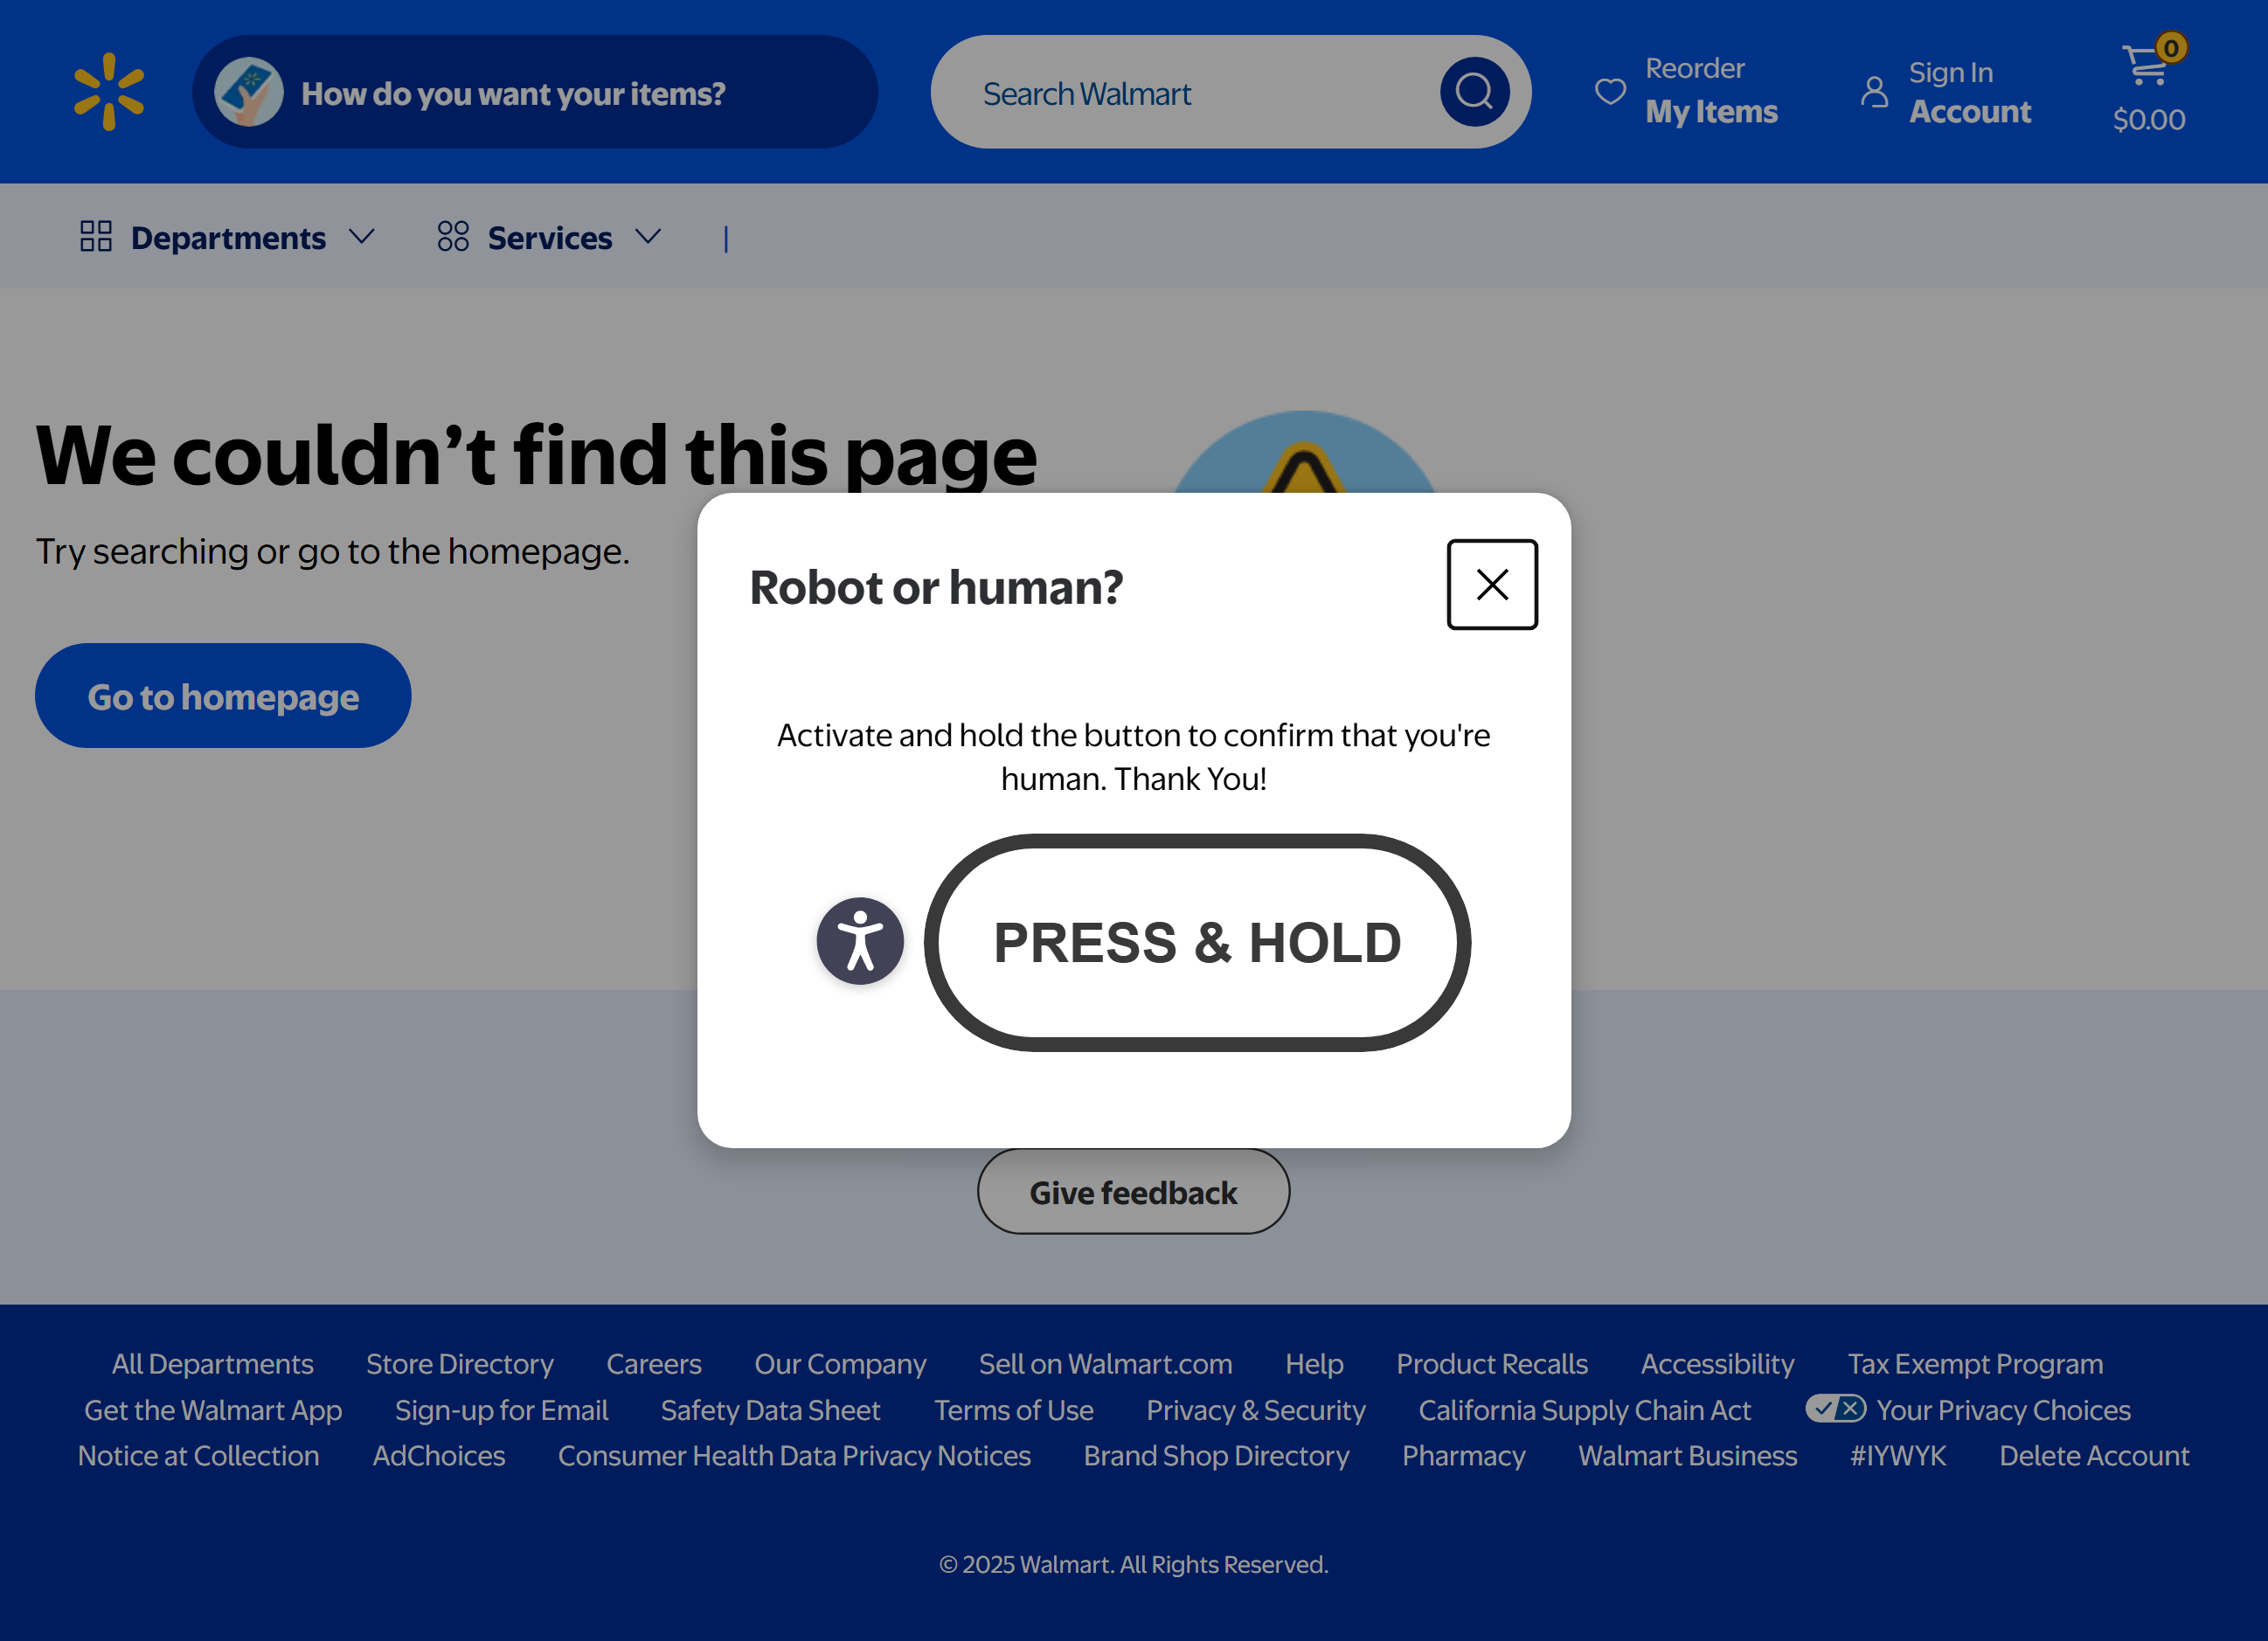 How do you want your items?
Search Walmart
Reorder
My Items
Sign In
Account
0
$0.00
Departments
Services
|
We couldn’t find this page
Try searching or go to the homepage.
Go to homepage
Robot or human?
Activate and hold the button to confirm that you're
human. Thank You!
PRESS & HOLD
Give feedback
All Departments Store Directory Careers Our Company Sell on Walmart.com Help Product Recalls Accessibility Tax Exempt Program
Get the Walmart App Sign-up for Email Safety Data Sheet Terms of Use Privacy & Security California Supply Chain Act Your Privacy Choices
Notice at Collection AdChoices Consumer Health Data Privacy Notices Brand Shop Directory Pharmacy Walmart Business #IYWYK Delete Account
© 2025 Walmart. All Rights Reserved.